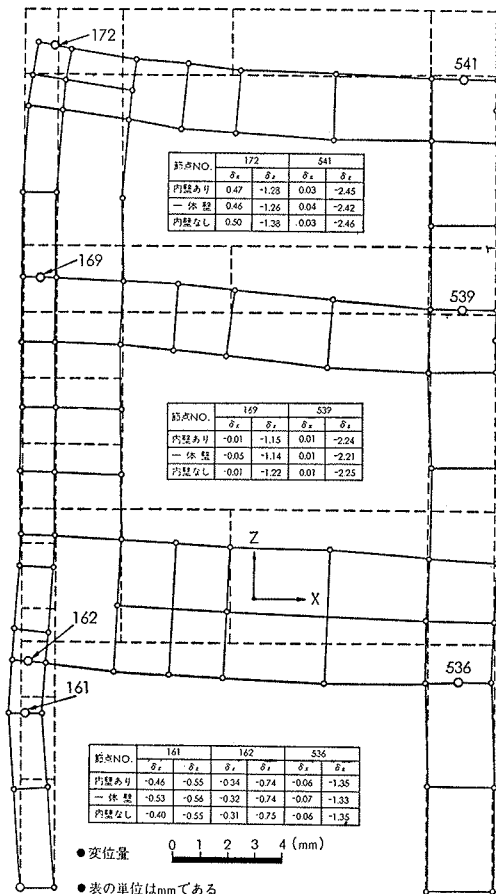 172
541
節点NO. 172 541
δx δz δx δz
内壁あり 0.47 -1.28 0.03 -2.45
一体壁 0.46 -1.26 0.04 -2.42
内壁なし 0.50 -1.38 0.03 -2.46
169
539
節点NO. 169 539
δx δz δx δz
内壁あり -0.01 -1.15 0.01 -2.24
一体壁 -0.05 -1.14 0.01 -2.21
内壁なし -0.01 -1.22 0.01 -2.25
Z
X
162
536
161
節点NO. 161 162 536
δx δz δx δz δx δz
内壁あり -0.46 -0.55 -0.34 -0.74 -0.06 -1.35
一体壁 -0.53 -0.56 -0.32 -0.74 -0.07 -1.33
内壁なし -0.40 -0.55 -0.31 -0.75 -0.06 -1.35
●変位量 0 1 2 3 4 (mm)
●表の単位はmmである